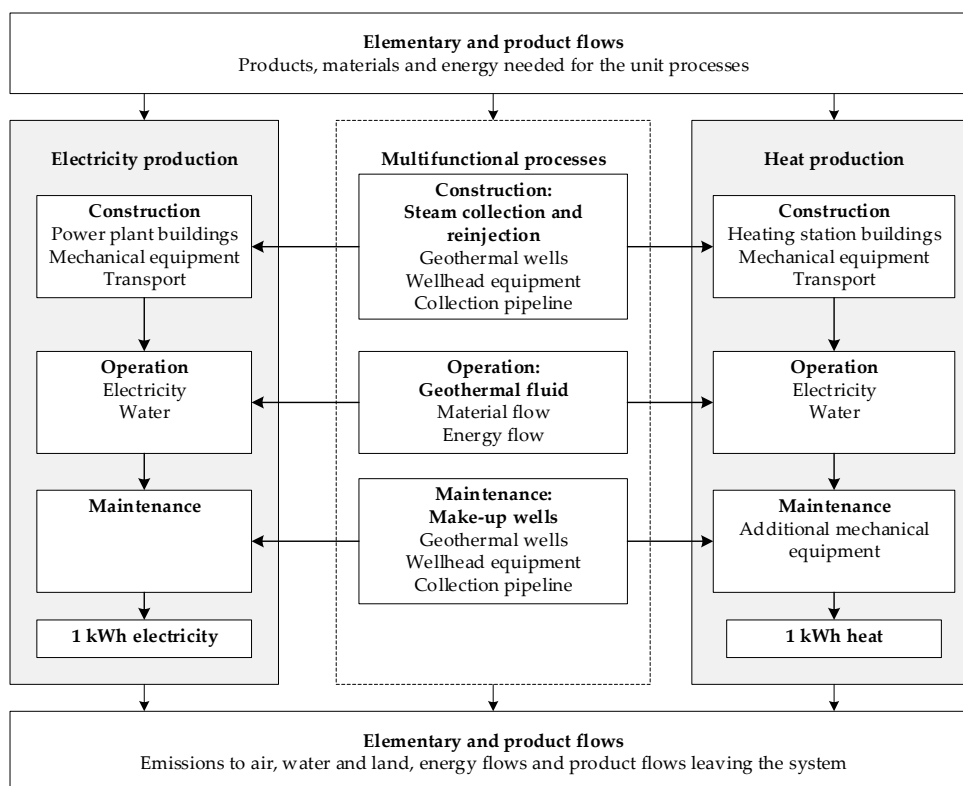 Elementary and product flows
Products, materials and energy needed for the unit processes
Electricity production
Construction
Power plant buildings
Mechanical equipment
Transport
Operation
Electricity
Water
Maintenance
1 kWh electricity
Multifunctional processes
Construction:
Steam collection and
reinjection
Geothermal wells
Wellhead equipment
Collection pipeline
Operation:
Geothermal fluid
Material flow
Energy flow
Maintenance:
Make-up wells
Geothermal wells
Wellhead equipment
Collection pipeline
Heat production
Construction
Heating station buildings
Mechanical equipment
Transport
Operation
Electricity
Water
Maintenance
Additional mechanical
equipment
1 kWh heat
Elementary and product flows
Emissions to air, water and land, energy flows and product flows leaving the system